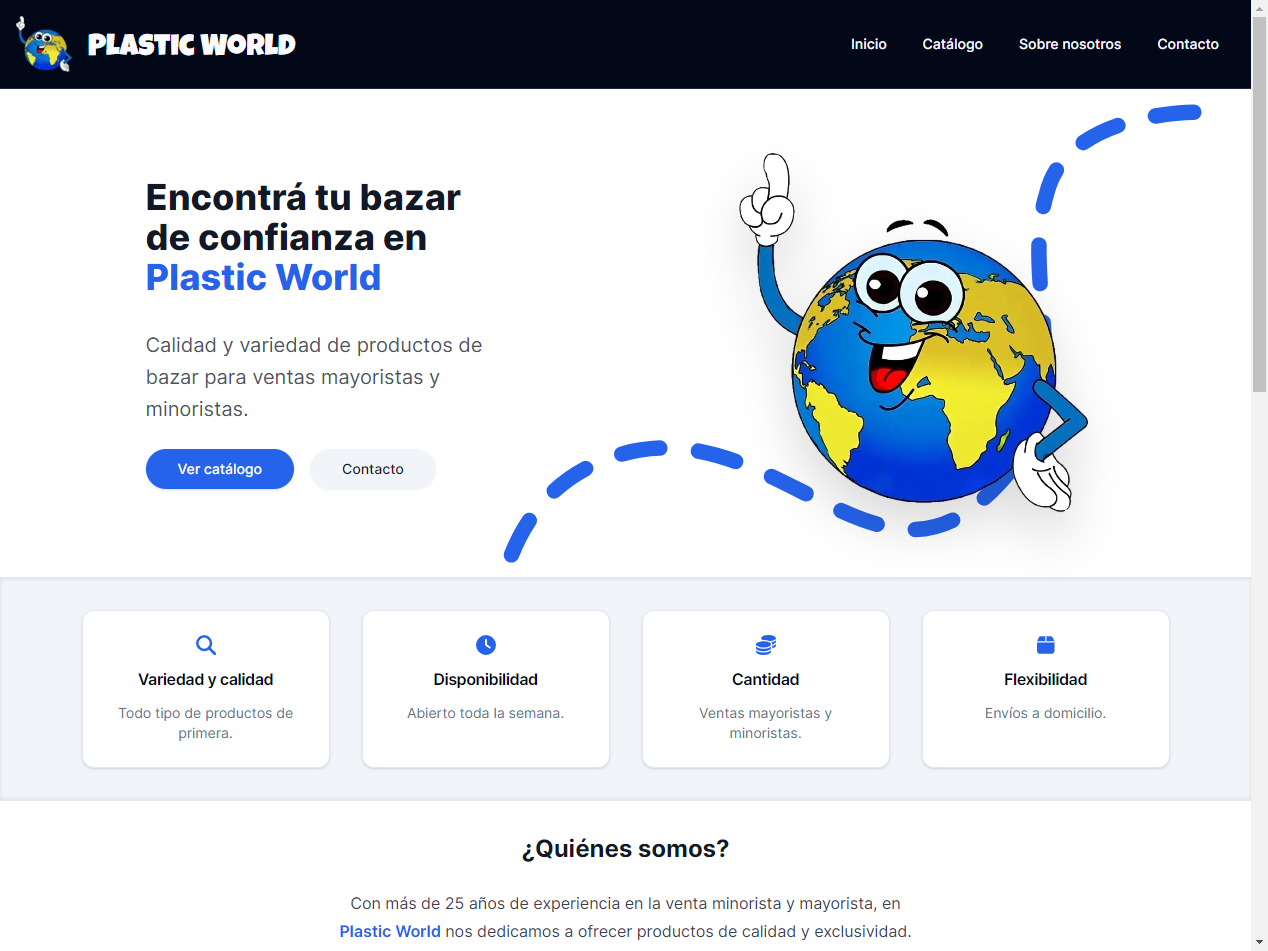 PLASTIC WORLD
Inicio
Catálogo
Sobre nosotros
Contacto
Encontrá tu bazar
de confianza en
Plastic World
Calidad y variedad de productos de
bazar para ventas mayoristas y
minoristas.
Ver catálogo
Contacto
Variedad y calidad
Todo tipo de productos de
primera.
Disponibilidad
Abierto toda la semana.
Cantidad
Ventas mayoristas y
minoristas.
Flexibilidad
Envíos a domicilio.
¿Quiénes somos?
Con más de 25 años de experiencia en la venta minorista y mayorista, en
Plastic World nos dedicamos a ofrecer productos de calidad y exclusividad.